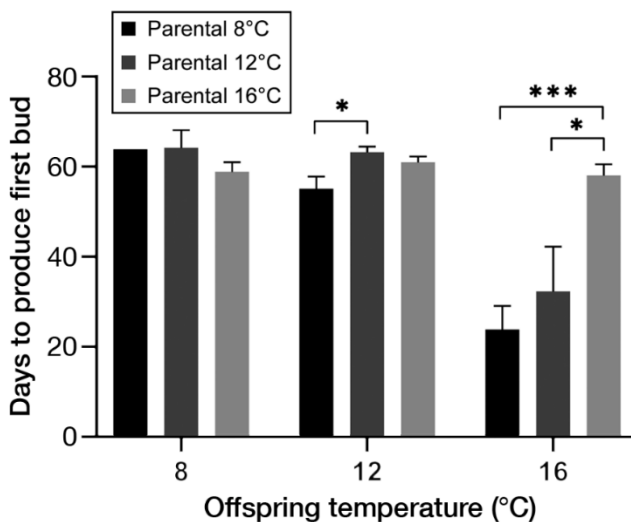 Parental 8°C
Parental 12°C
Parental 16°C
Days to produce first bud
80
60
40
20
0
*
***
*
8 12 16
Offspring temperature (°C)